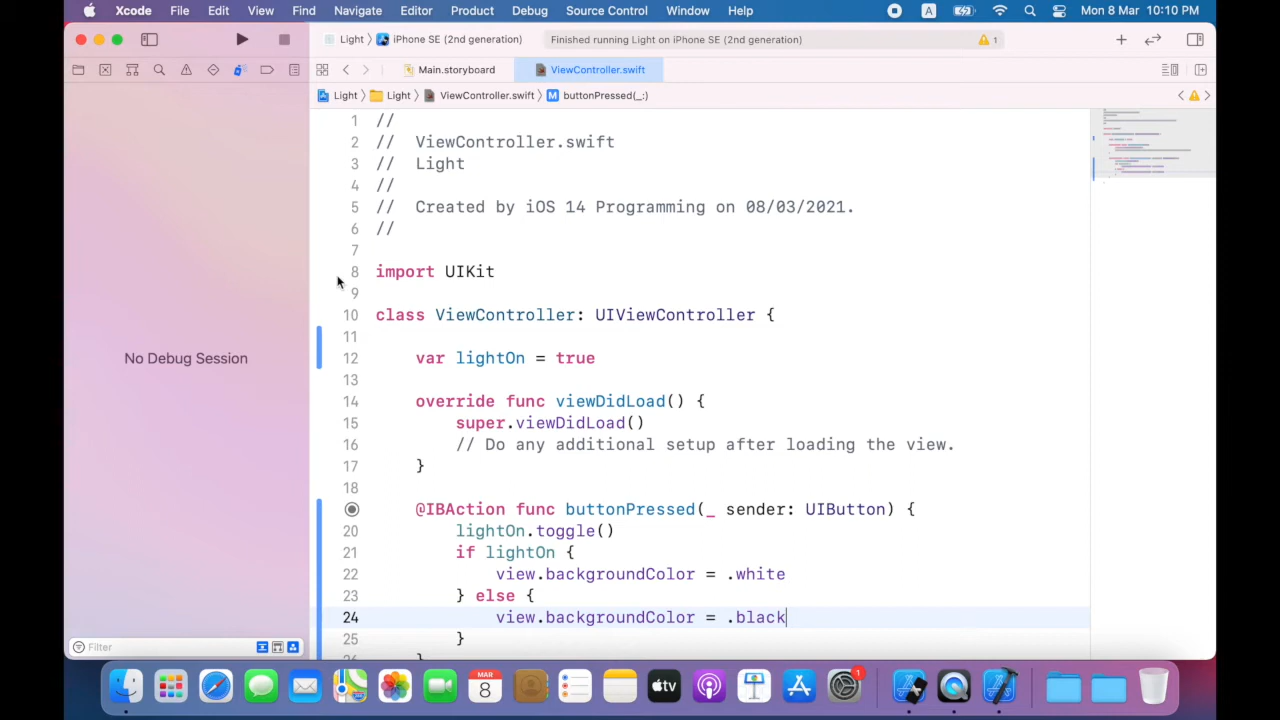 Xcode File Edit View Find Navigate Editor Product Debug Source Control Window Help A Mon 8 Mar 10:10 PM
Light 〉 iPhone SE (2nd generation) Finished running Light on iPhone SE (2nd generation) 1
Main.storyboard ViewController.swift
Light 〉 Light 〉 ViewController.swift 〉 M buttonPressed(_:)
1 //
2 // ViewController.swift
3 // Light
4 //
5 // Created by iOS 14 Programming on 08/03/2021.
6 //
7
8 import UIKit
9
10 class ViewController: UIViewController {
11
12 var lightOn = true
13
14 override func viewDidLoad() {
15 super.viewDidLoad()
16 // Do any additional setup after loading the view.
17 }
18
@IBAction func buttonPressed(_ sender: UIButton) {
20 lightOn.toggle()
21 if lightOn {
22 view.backgroundColor = .white
23 } else {
24 view.backgroundColor = .black
25 }
}
No Debug Session
Filter
MAR
8
tv
1